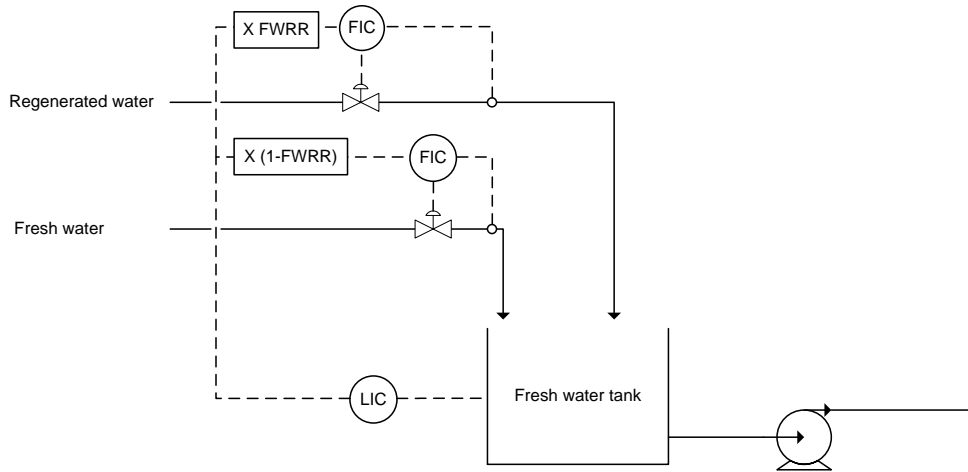 X FWRR
FIC
Regenerated water
X (1-FWRR)
FIC
Fresh water
LIC
Fresh water tank